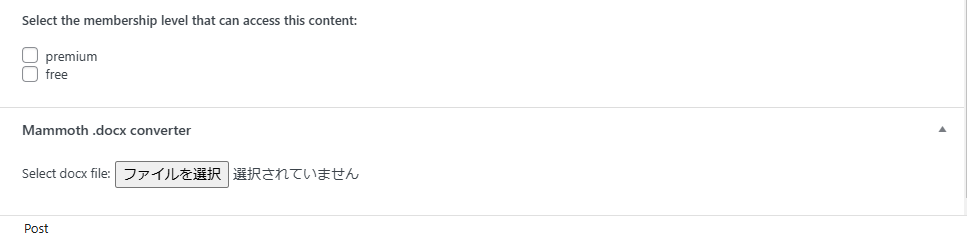 Select the membership level that can access this content:
premium
free
Mammoth .docx converter
Select docx file: ファイルを選択 選択されていません
Post